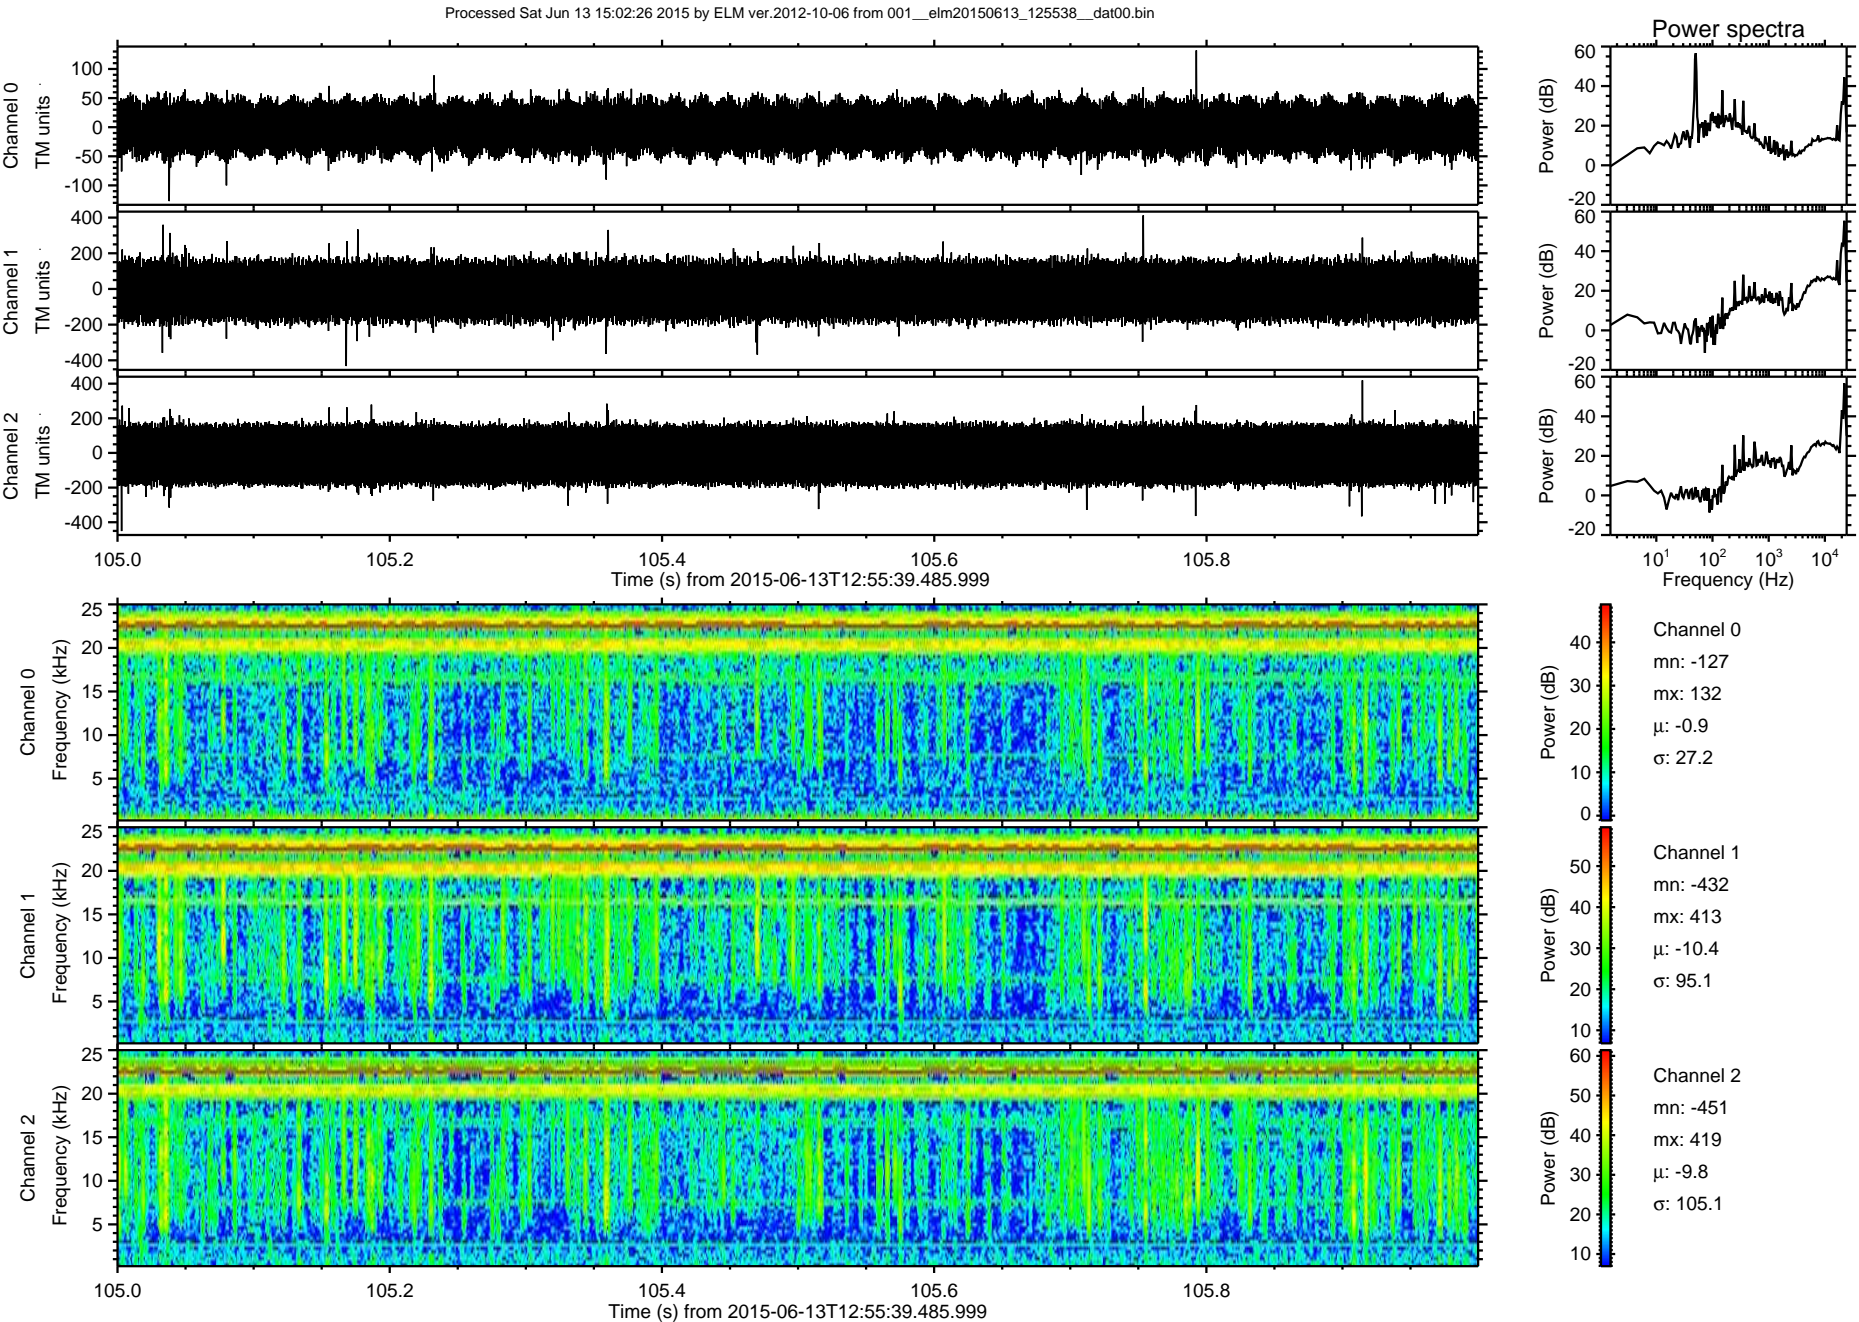 Processed Sat Jun 13 15:02:26 2015 by ELM ver.2012-10-06 from 001__elm20150613_125538__dat00.bin
Power spectra
Channel 0
TM units
100
50
0
-50
-100
Power (dB)
60
40
20
0
-20
Channel 1
TM units
400
200
0
-200
-400
Power (dB)
60
40
20
0
-20
Channel 2
TM units
400
200
0
-200
-400
Power (dB)
60
40
20
0
-20
105.0 105.2 105.4 105.6 105.8
Time (s) from 2015-06-13T12:55:39.485.999
10¹ 10² 10³ 10⁴
Frequency (Hz)
Channel 0
Frequency (kHz)
25
20
15
10
5
Power (dB)
40
30
20
10
0
Channel 0
mn: -127
mx: 132
μ: -0.9
σ: 27.2
Channel 1
Frequency (kHz)
25
20
15
10
5
Power (dB)
50
40
30
20
10
Channel 1
mn: -432
mx: 413
μ: -10.4
σ: 95.1
Channel 2
Frequency (kHz)
25
20
15
10
5
Power (dB)
60
50
40
30
20
10
Channel 2
mn: -451
mx: 419
μ: -9.8
σ: 105.1
105.0 105.2 105.4 105.6 105.8
Time (s) from 2015-06-13T12:55:39.485.999